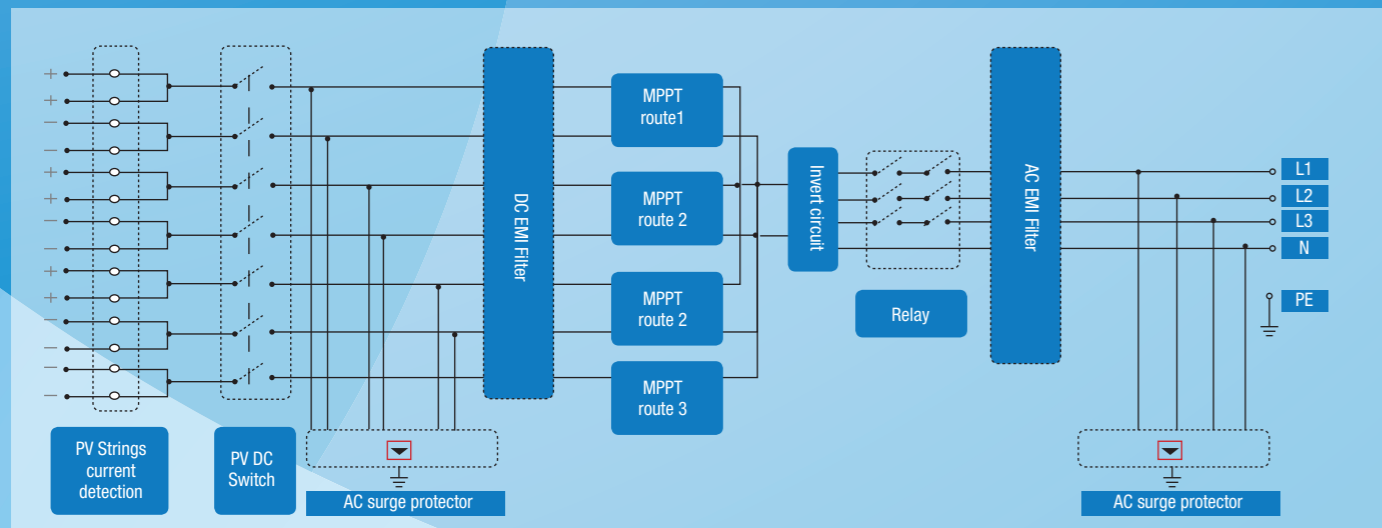 +
+
−
−
+
+
−
−
+
+
−
−
−
−
PV Strings
current
detection
PV DC
Switch
AC surge protector
DC EMI Filter
MPPT
route1
MPPT
route 2
MPPT
route 2
MPPT
route 3
Invert circuit
Relay
AC EMI Filter
L1
L2
L3
N
PE
AC surge protector